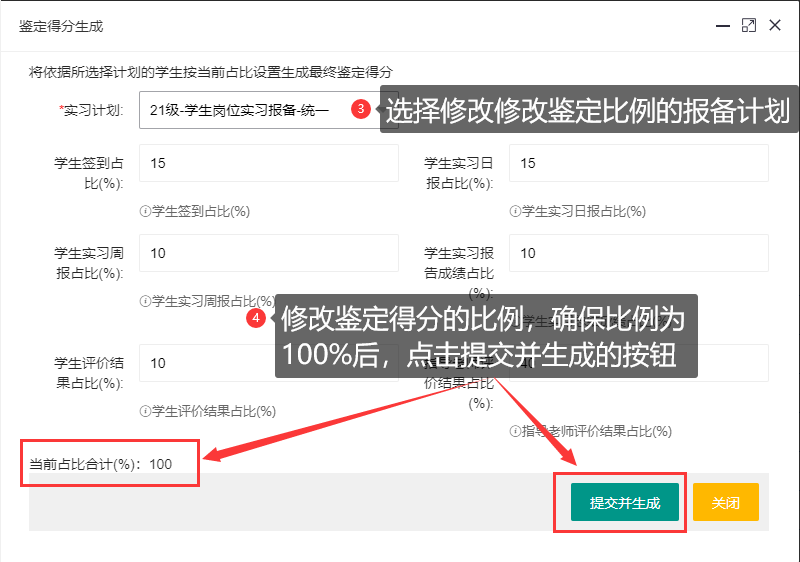 鉴定得分生成
将依据所选择计划的学生按当前占比设置生成最终鉴定得分
*实习计划:
21级-学生岗位实习报备-统一
3
选择修改修改鉴定比例的报备计划
学生签到占
比(%):
15
学生签到占比(%)
学生实习日
报占比(%):
15
学生实习日报占比(%)
学生实习周
报占比(%):
10
学生实习周报占比(%)
学生实习报
告成绩占比
(%):
10
4
修改鉴定得分的比例，确保比例为
100%后，点击提交并生成的按钮
学生评价结
果占比(%):
10
学生评价结果占比(%)
价结果占比
(%):
40
指导老师评价结果占比(%)
当前占比合计(%)：100
提交并生成
关闭